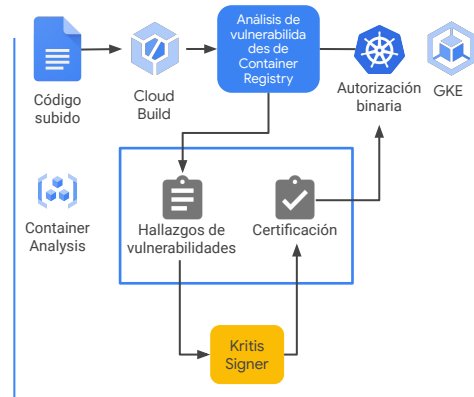 Análisis de
vulnerabilida
des de
Container
Registry
Código
subido
Cloud
Build
Autorización
binaria
GKE
Container
Analysis
Hallazgos de
vulnerabilidades
Certificación
Kritis
Signer